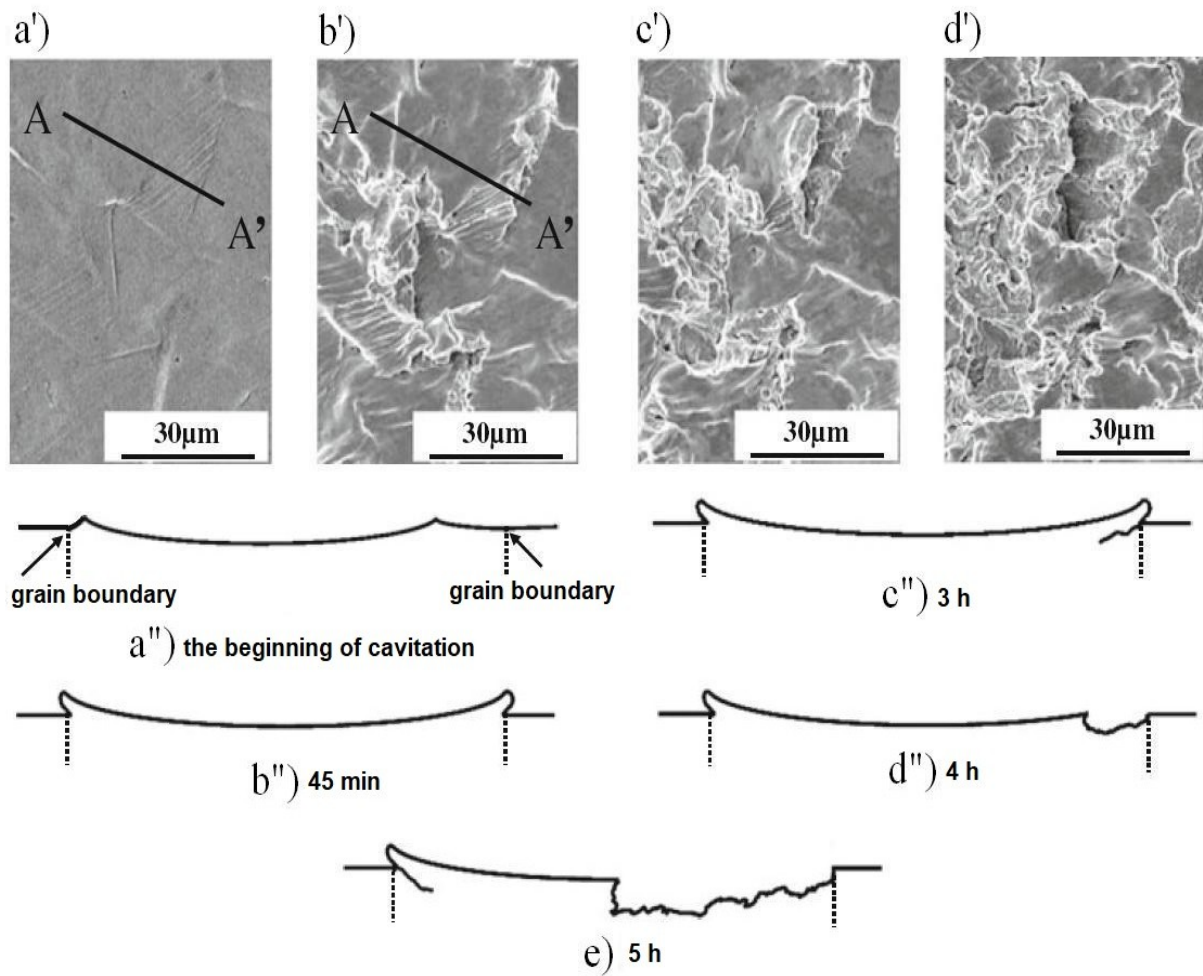 a') b') c') d')
A A
A' A'
30µm 30µm 30µm 30µm
grain boundary grain boundary
a") the beginning of cavitation
c") 3 h
b") 45 min
d") 4 h
e) 5 h